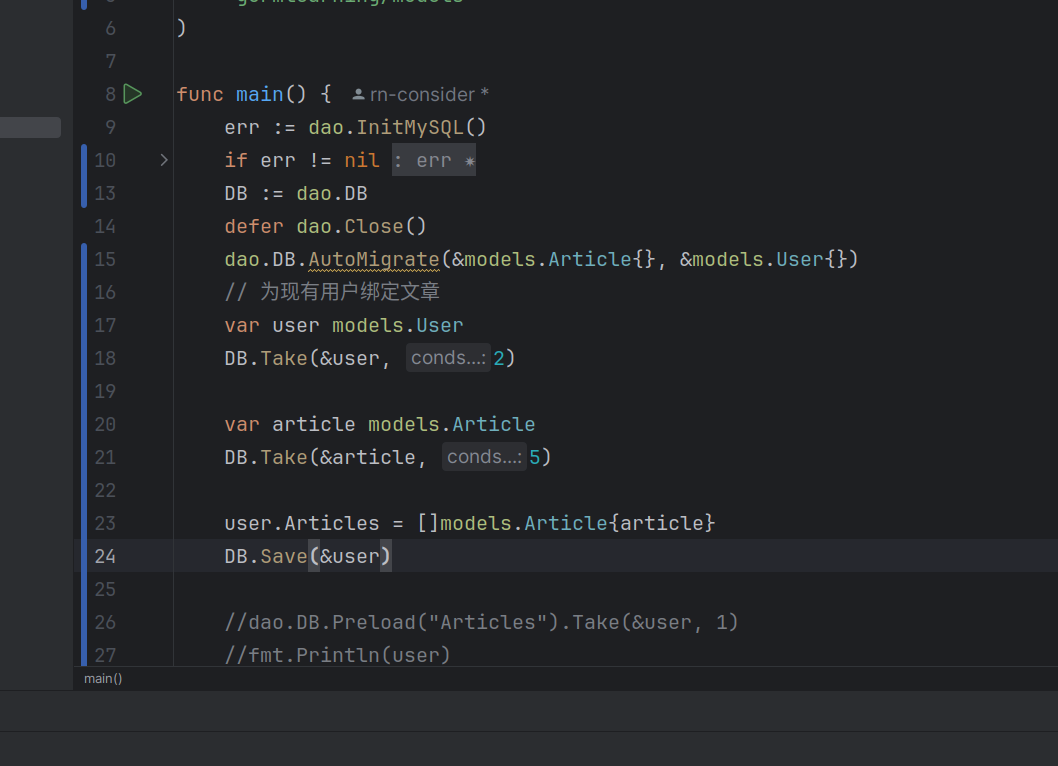 6 )
7
8 func main() { rn-consider *
9 err := dao.InitMySQL()
10 if err != nil : err *
13 DB := dao.DB
14 defer dao.Close()
15 dao.DB.AutoMigrate(&models.Article{}, &models.User{})
16 // 为现有用户绑定文章
17 var user models.User
18 DB.Take(&user, conds...: 2)
19
20 var article models.Article
21 DB.Take(&article, conds...: 5)
22
23 user.Articles = []models.Article{article}
24 DB.Save(&user)
25
26 //dao.DB.Preload("Articles").Take(&user, 1)
27 //fmt.Println(user)
main()